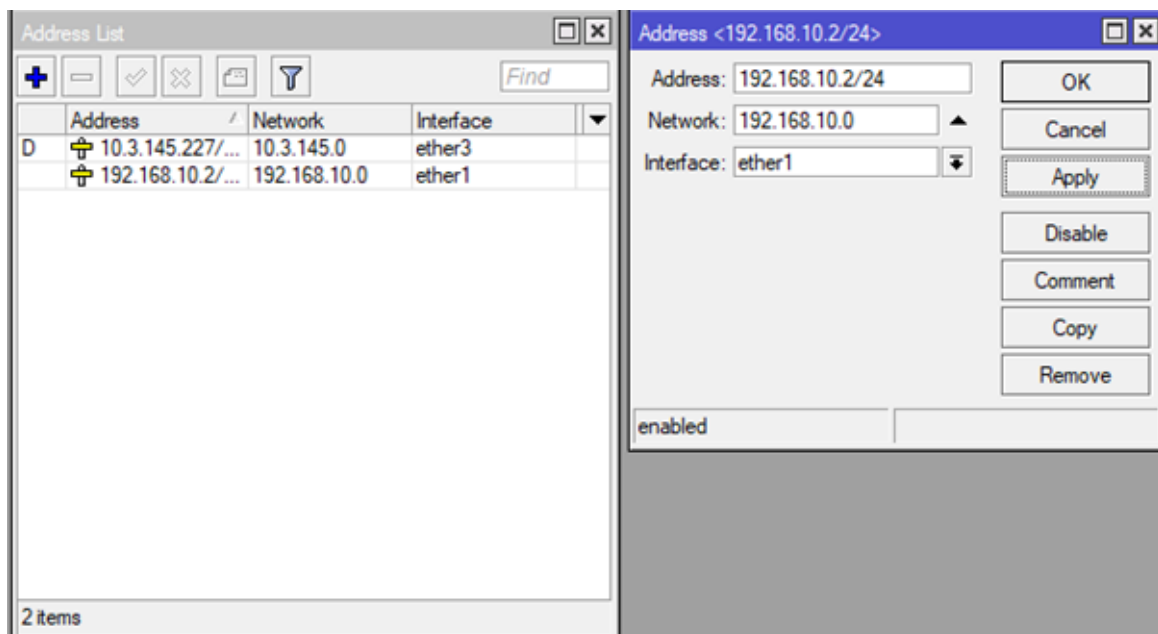 Address List
Find
Address Network Interface
D 10.3.145.227/... 10.3.145.0 ether3
192.168.10.2/... 192.168.10.0 ether1
2 items
Address <192.168.10.2/24>
Address: 192.168.10.2/24
Network: 192.168.10.0
Interface: ether1
OK
Cancel
Apply
Disable
Comment
Copy
Remove
enabled